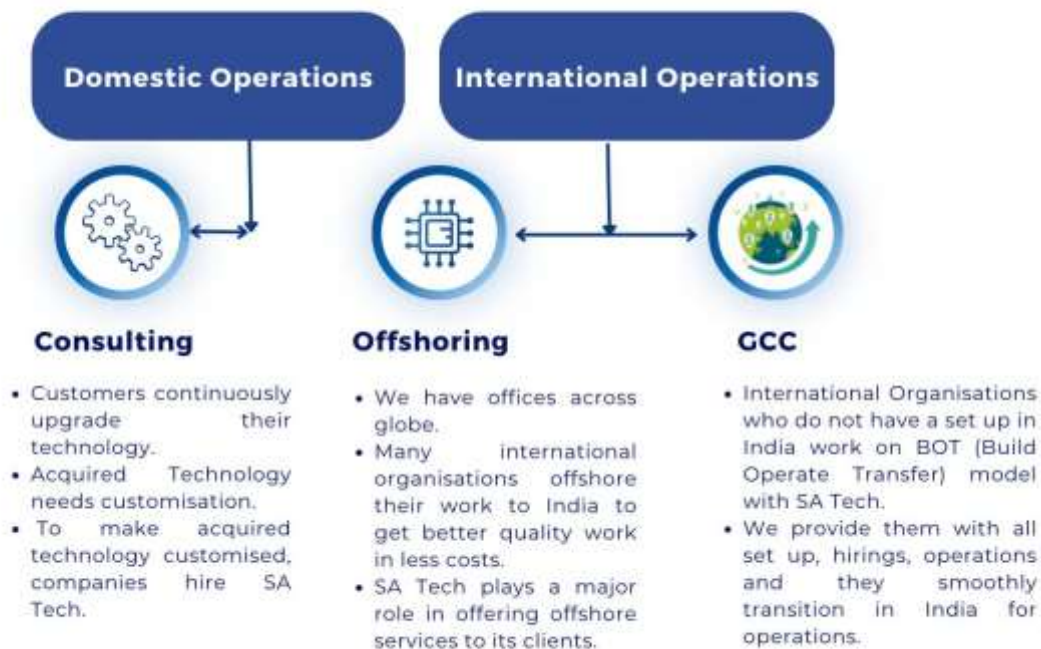 Domestic Operations
International Operations
Consulting
• Customers continuously
upgrade their
technology.
• Acquired Technology
needs customisation.
• To make acquired
technology customised,
companies hire SA
Tech.
Offshoring
• We have offices across
globe.
• Many international
organisations offshore
their work to India to
get better quality work
in less costs.
• SA Tech plays a major
role in offering offshore
services to its clients.
GCC
• International Organisations
who do not have a set up in
India work on BOT (Build
Operate Transfer) model
with SA Tech.
• We provide them with all
set up, hirings, operations
and they smoothly
transition in India for
operations.